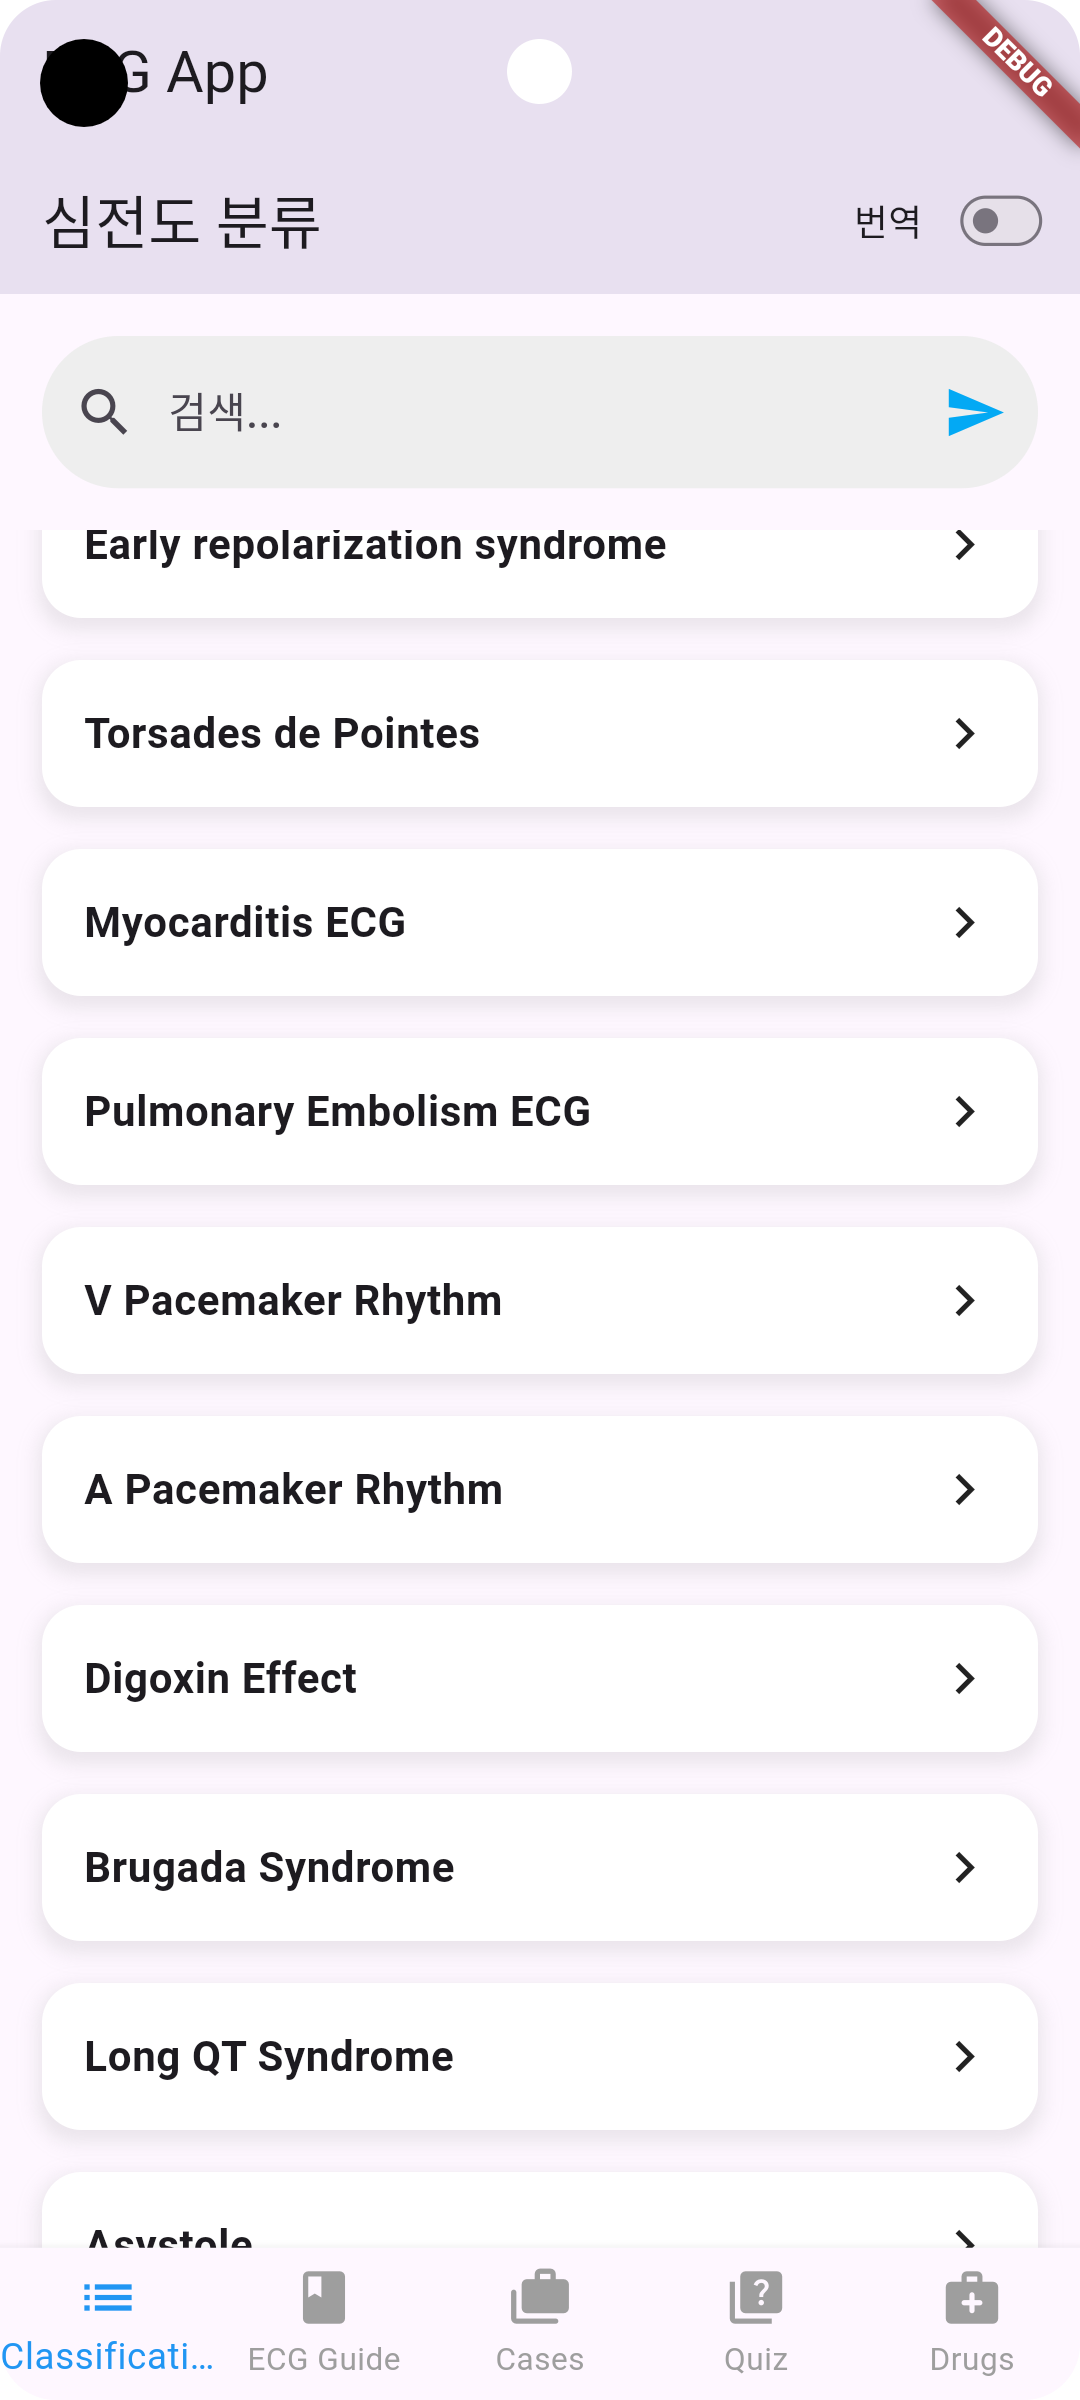 App
DEBUG
심전도 분류
번역
검색...
Early repolarization syndrome
Torsades de Pointes
Myocarditis ECG
Pulmonary Embolism ECG
V Pacemaker Rhythm
A Pacemaker Rhythm
Digoxin Effect
Brugada Syndrome
Long QT Syndrome
Asystole
Classificati...
ECG Guide
Cases
Quiz
Drugs